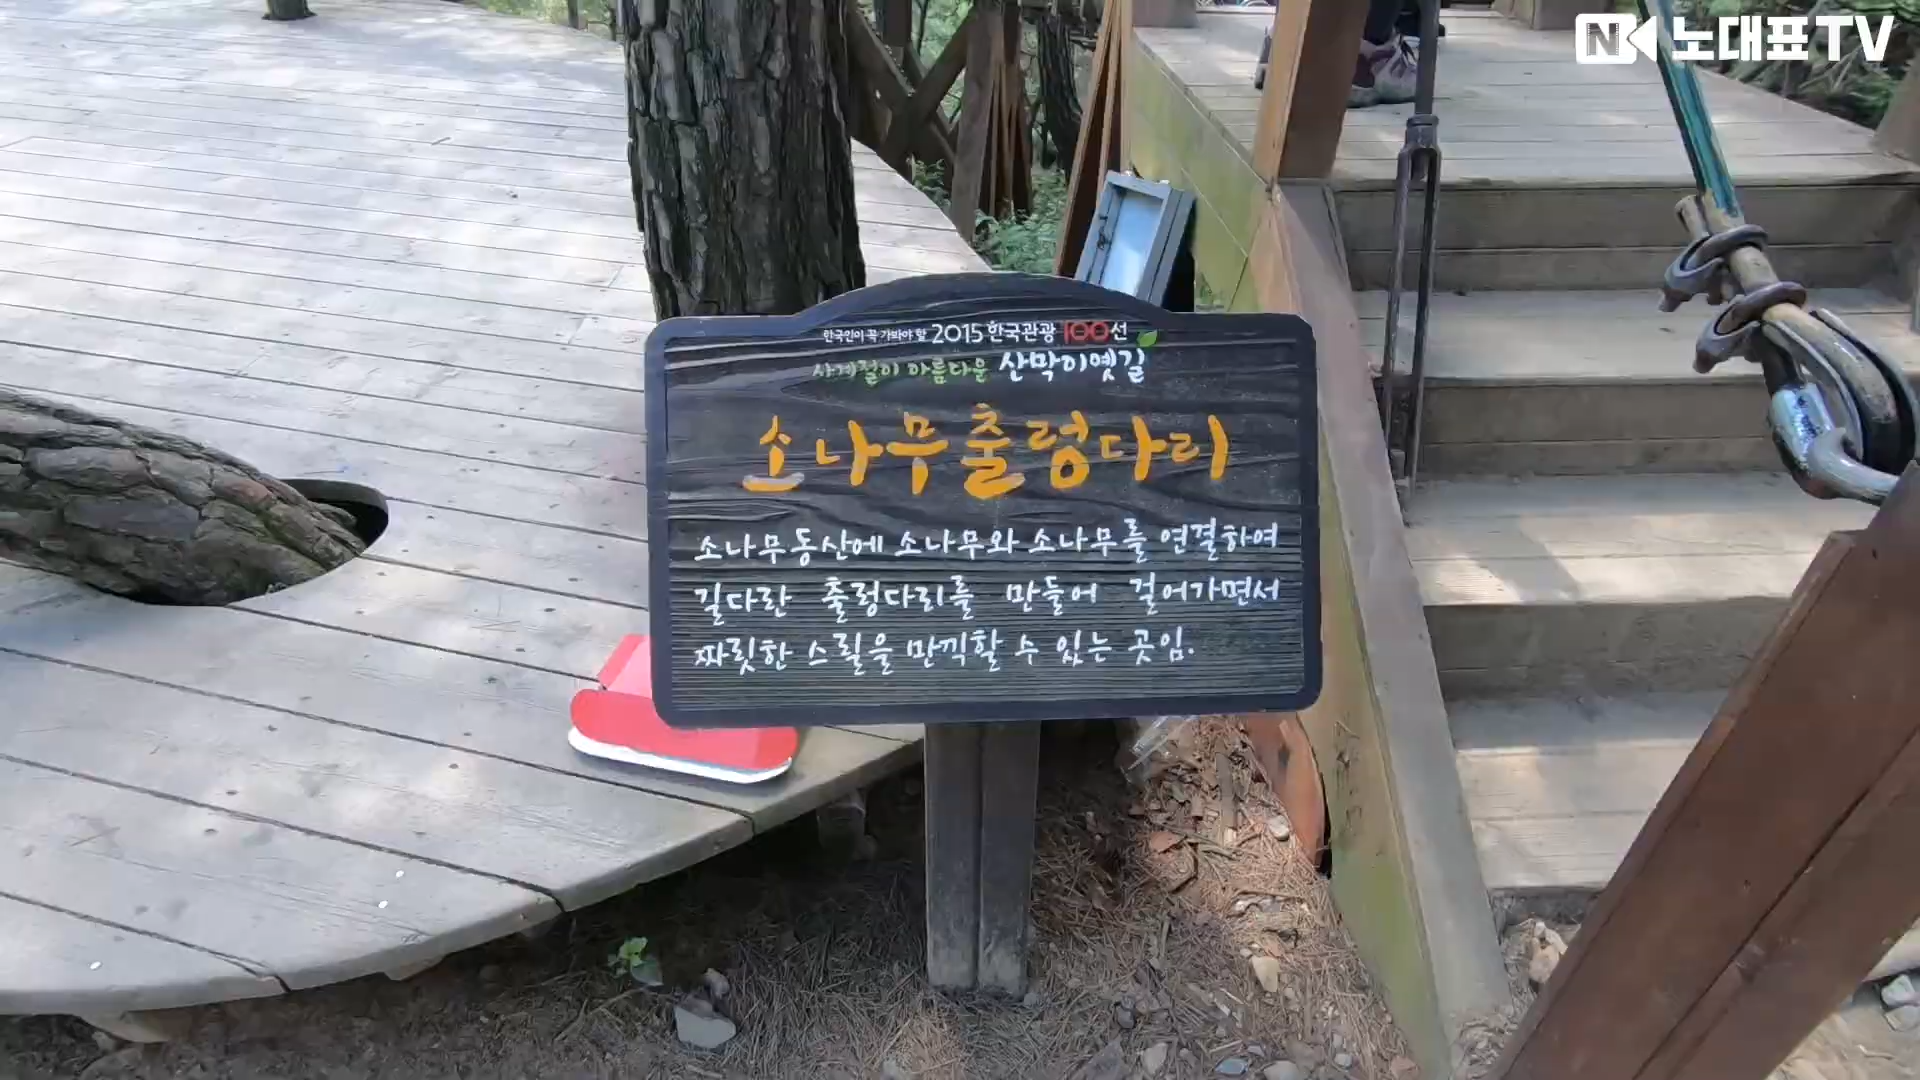 노대표TV
한국인이 꼭 가봐야 할 2015 한국관광 100선
사계절이 아름다운 산막이옛길
소나무출렁다리
소나무동산에 소나무와 소나무를 연결하여
길다란 출렁다리를 만들어 걸어가면서
짜릿한 스릴을 만끽할 수 있는 곳임.